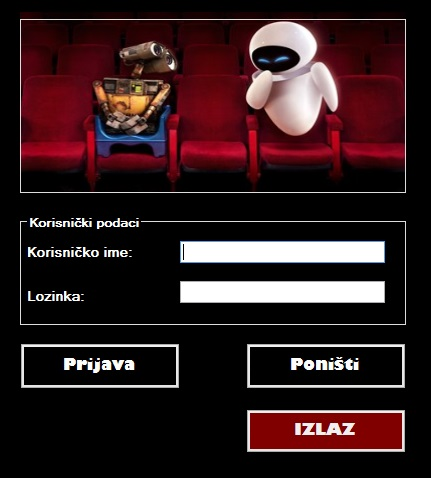 Korisnički podaci
Korisničko ime:
Lozinka:
Prijava
Poništi
IZLAZ